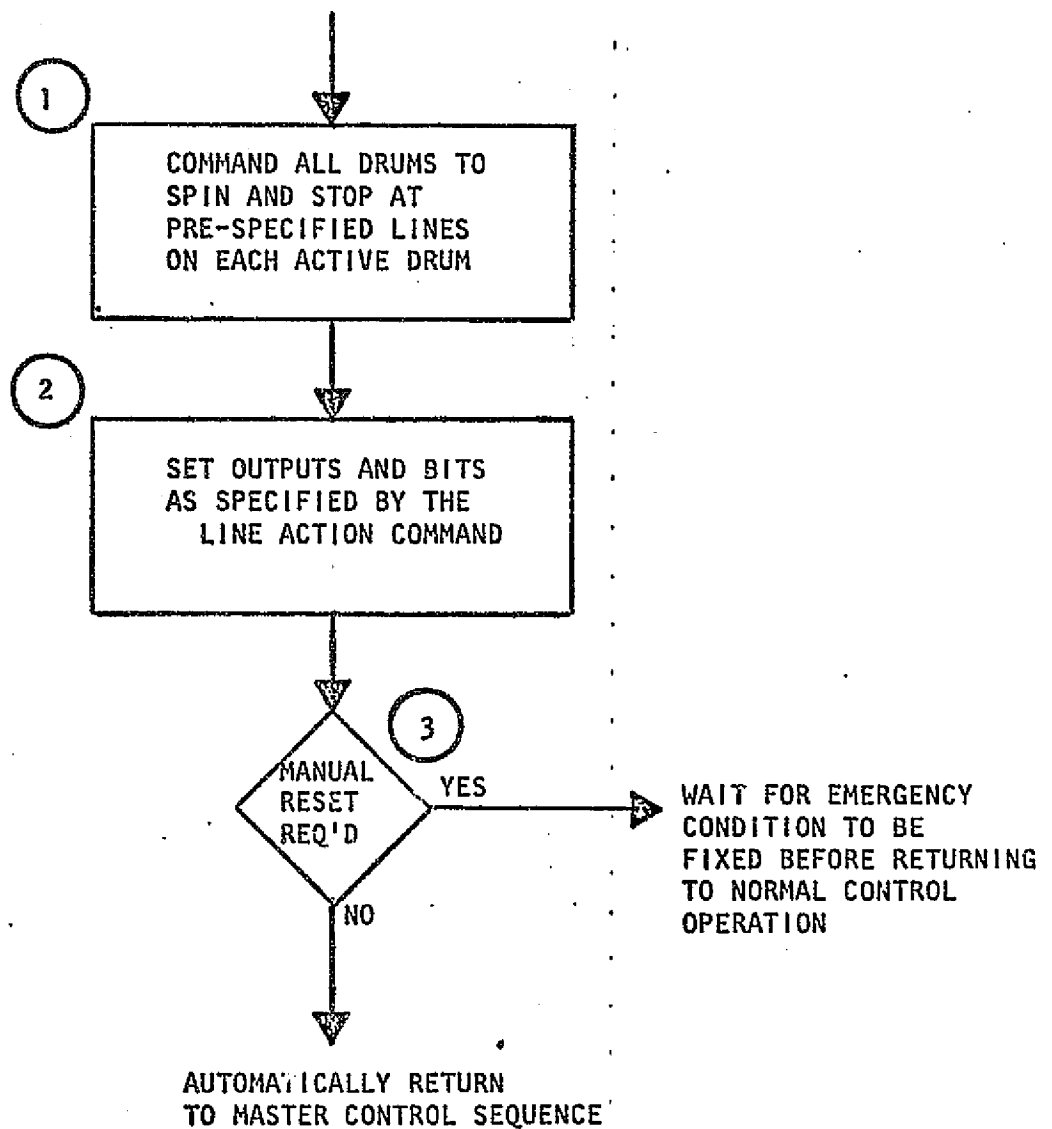 1
COMMAND ALL DRUMS TO
SPIN AND STOP AT
PRE-SPECIFIED LINES
ON EACH ACTIVE DRUM
2
SET OUTPUTS AND BITS
AS SPECIFIED BY THE
LINE ACTION COMMAND
3
MANUAL
RESET
REQ'D
YES
WAIT FOR EMERGENCY
CONDITION TO BE
FIXED BEFORE RETURNING
TO NORMAL CONTROL
OPERATION
NO
AUTOMATICALLY RETURN
TO MASTER CONTROL SEQUENCE